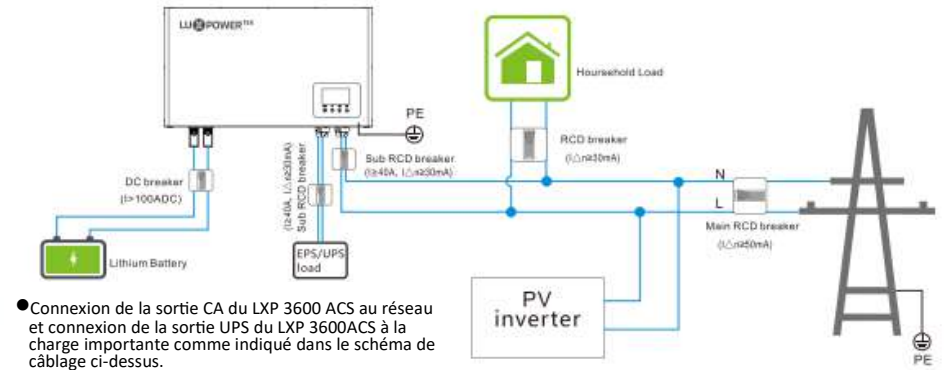 LUXPOWERTEK
PE
Hoursehold Load
RCD breaker
(I△n≥30mA)
Sub RCD breaker
(I≥40A, I△n≥30mA)
DC breaker
(I>100ADC)
(I≥40A, I△n≥30mA)
Sub RCD breaker
N
L
Main RCD breaker
(I△n≥50mA)
Lithium Battery
EPS/UPS
load
PV
inverter
PE
●Connexion de la sortie CA du LXP 3600 ACS au réseau
et connexion de la sortie UPS du LXP 3600ACS à la
charge importante comme indiqué dans le schéma de
câblage ci-dessus.